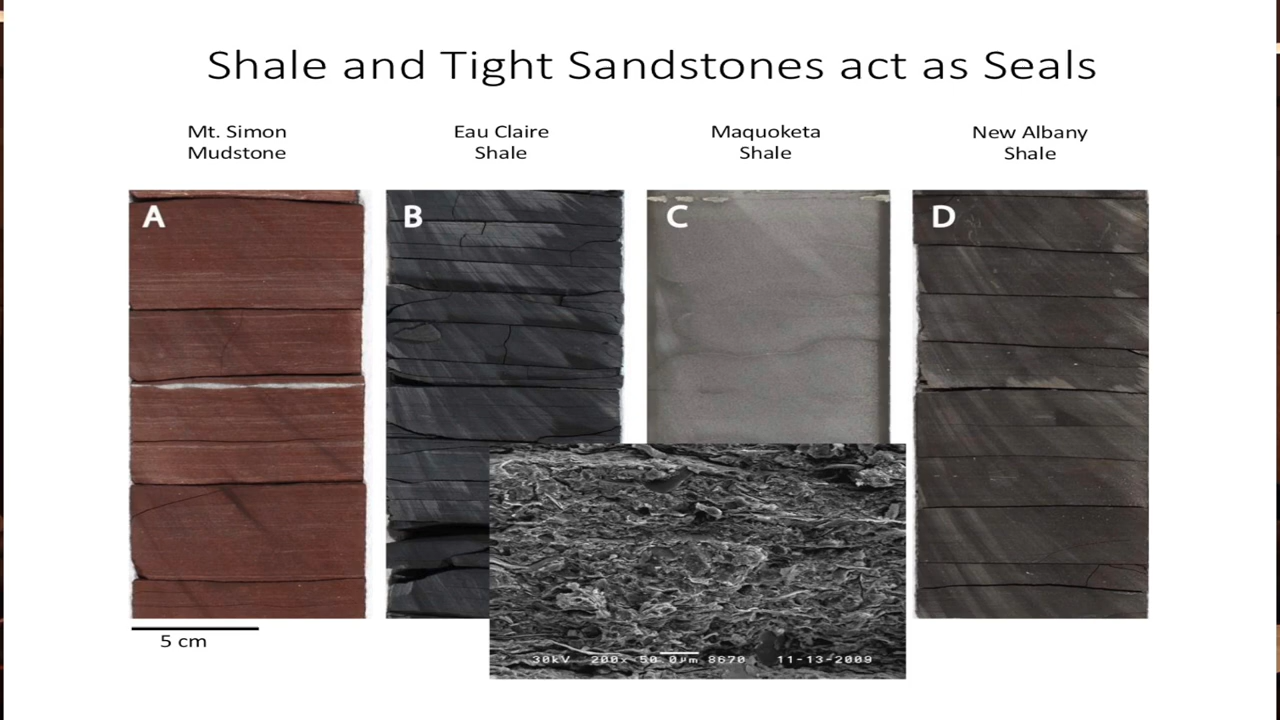 Shale and Tight Sandstones act as Seals
Mt. Simon
Mudstone
Eau Claire
Shale
Maquoketa
Shale
New Albany
Shale
A
B
C
D
5 cm
30kV 200x 50.0µm 8670 11-13-2009